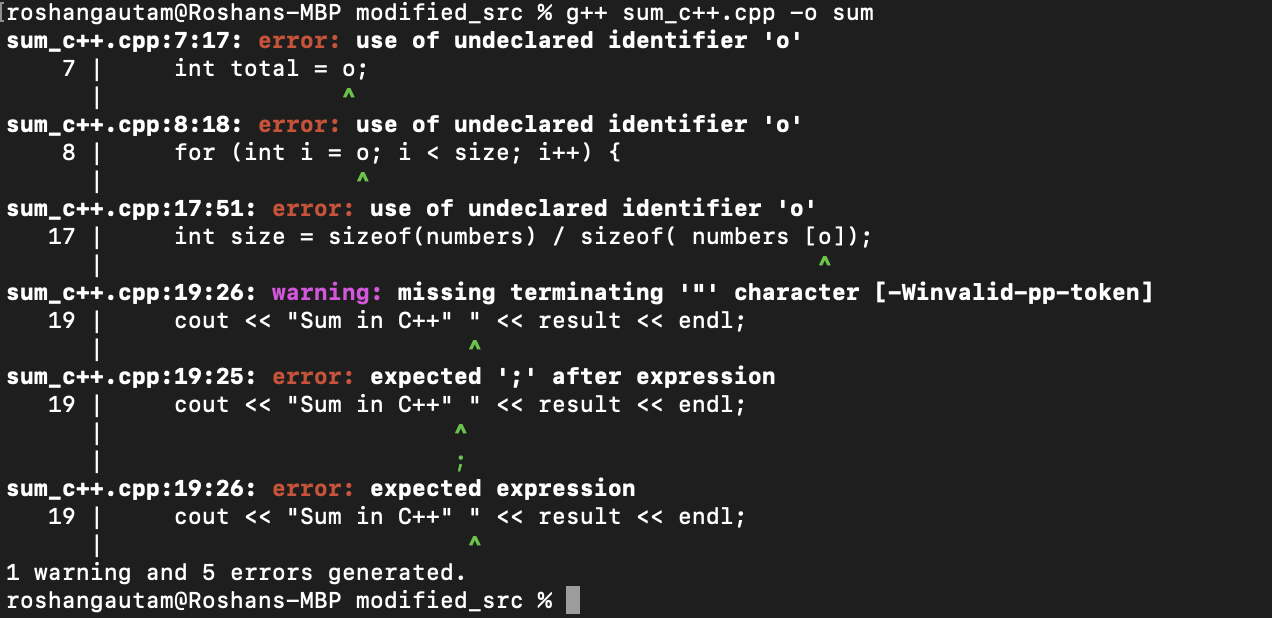 roshangautam@Roshans-MBP modified_src % g++ sum_c++.cpp -o sum
sum_c++.cpp:7:17: error: use of undeclared identifier 'o'
    7 |     int total = o;
      |                 ^
sum_c++.cpp:8:18: error: use of undeclared identifier 'o'
    8 |     for (int i = o; i < size; i++) {
      |                  ^
sum_c++.cpp:17:51: error: use of undeclared identifier 'o'
   17 |     int size = sizeof(numbers) / sizeof( numbers [o]);
      |                                                   ^
sum_c++.cpp:19:26: warning: missing terminating '"' character [-Winvalid-pp-token]
   19 |     cout << "Sum in C++" " << result << endl;
      |                          ^
sum_c++.cpp:19:25: error: expected ';' after expression
   19 |     cout << "Sum in C++" " << result << endl;
      |                         ^
      |                         ;
sum_c++.cpp:19:26: error: expected expression
   19 |     cout << "Sum in C++" " << result << endl;
      |                          ^
1 warning and 5 errors generated.
roshangautam@Roshans-MBP modified_src %